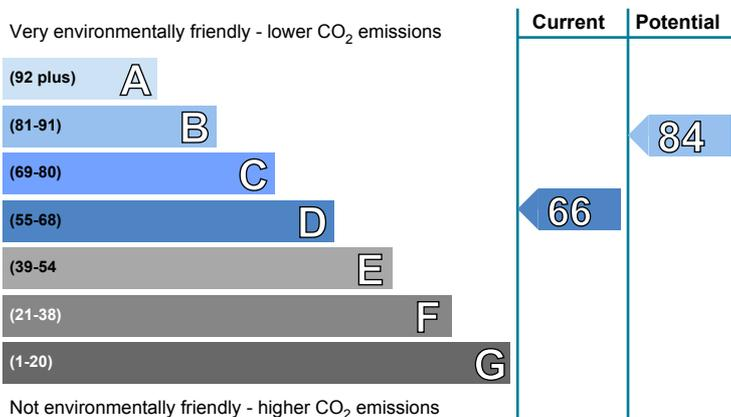 Current Potential
Very environmentally friendly - lower CO2 emissions
(92 plus) A
(81-91) B
84
(69-80) C
(55-68) D
66
(39-54 E
(21-38) F
(1-20) G
Not environmentally friendly - higher CO2 emissions